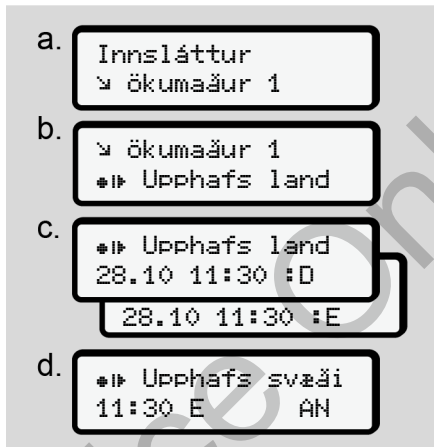 a.
Innsláttur
ökumaður 1
b.
ökumaður 1
Upphafs land
c.
Upphafs land
28.10 11:30 :D
28.10 11:30 :E
d.
Upphafs svæði
11:30 E AN